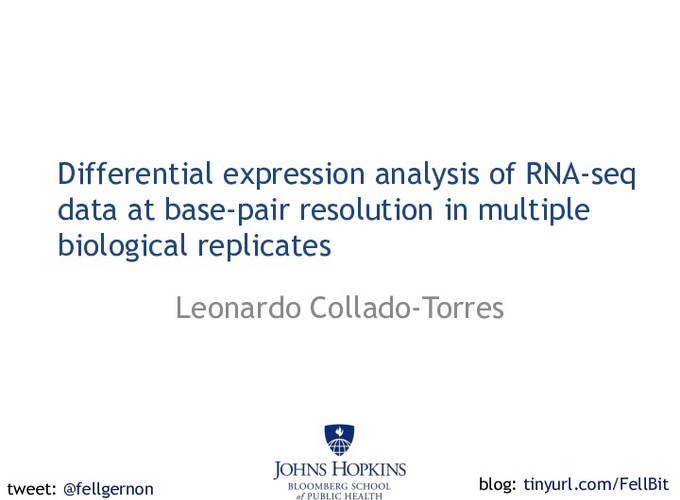 Differential expression analysis of RNA-seq
data at base-pair resolution in multiple
biological replicates
Leonardo Collado-Torres
JOHNS HOPKINS
BLOOMBERG SCHOOL
of PUBLIC HEALTH
tweet: @fellgernon
blog: tinyurl.com/FellBit